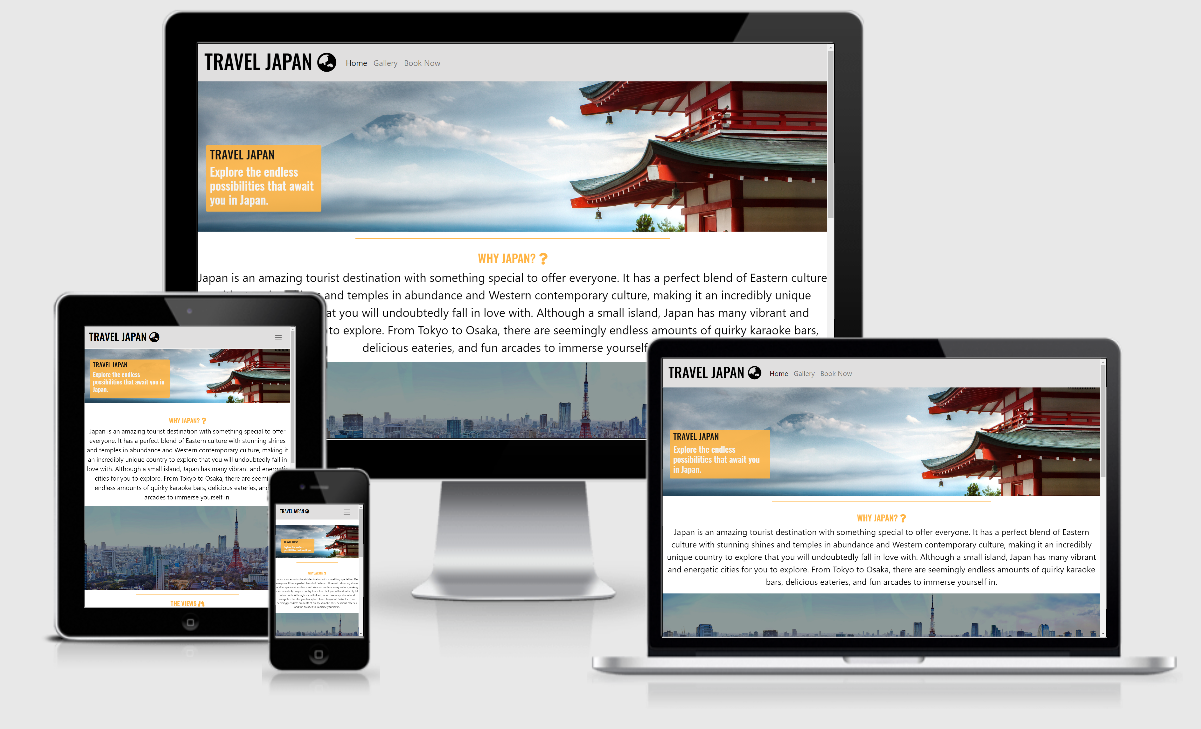 TRAVEL JAPAN Home Gallery Book Now
TRAVEL JAPAN
Explore the endless
possibilities that await
you in Japan.
WHY JAPAN? ?
Japan is an amazing tourist destination with something special to offer everyone. It has a perfect blend of Eastern culture
and temples in abundance and Western contemporary culture, making it an incredibly unique
at you will undoubtedly fall in love with. Although a small island, Japan has many vibrant and
to explore. From Tokyo to Osaka, there are seemingly endless amounts of quirky karaoke bars,
delicious eateries, and fun arcades to immerse yourself
TRAVEL JAPAN
TRAVEL JAPAN
Explore the endless
possibilities that await you in
Japan.
WHY JAPAN? ?
Japan is an amazing tourist destination with something special to offer
everyone. It has a perfect blend of Eastern culture with stunning shines
and temples in abundance and Western contemporary culture, making it
an incredibly unique country to explore that you will undoubtedly fall in
love with. Although a small island, Japan has many vibrant and energetic
cities for you to explore. From Tokyo to Osaka, there are seem
endless amounts of quirky karaoke bars, delicious eateries, and
arcades to immerse yourself in.
THE VIEWS
TRAVEL JAPAN
TRAVEL JAPAN Home Gallery Book Now
TRAVEL JAPAN
Explore the endless
possibilities that await you
in Japan.
WHY JAPAN? ?
Japan is an amazing tourist destination with something special to offer everyone. It has a perfect blend of Eastern
culture with stunning shines and temples in abundance and Western contemporary culture, making it an incredibly
unique country to explore that you will undoubtedly fall in love with. Although a small island, Japan has many vibrant
and energetic cities for you to explore. From Tokyo to Osaka, there are seemingly endless amounts of quirky karaoke
bars, delicious eateries, and fun arcades to immerse yourself in.